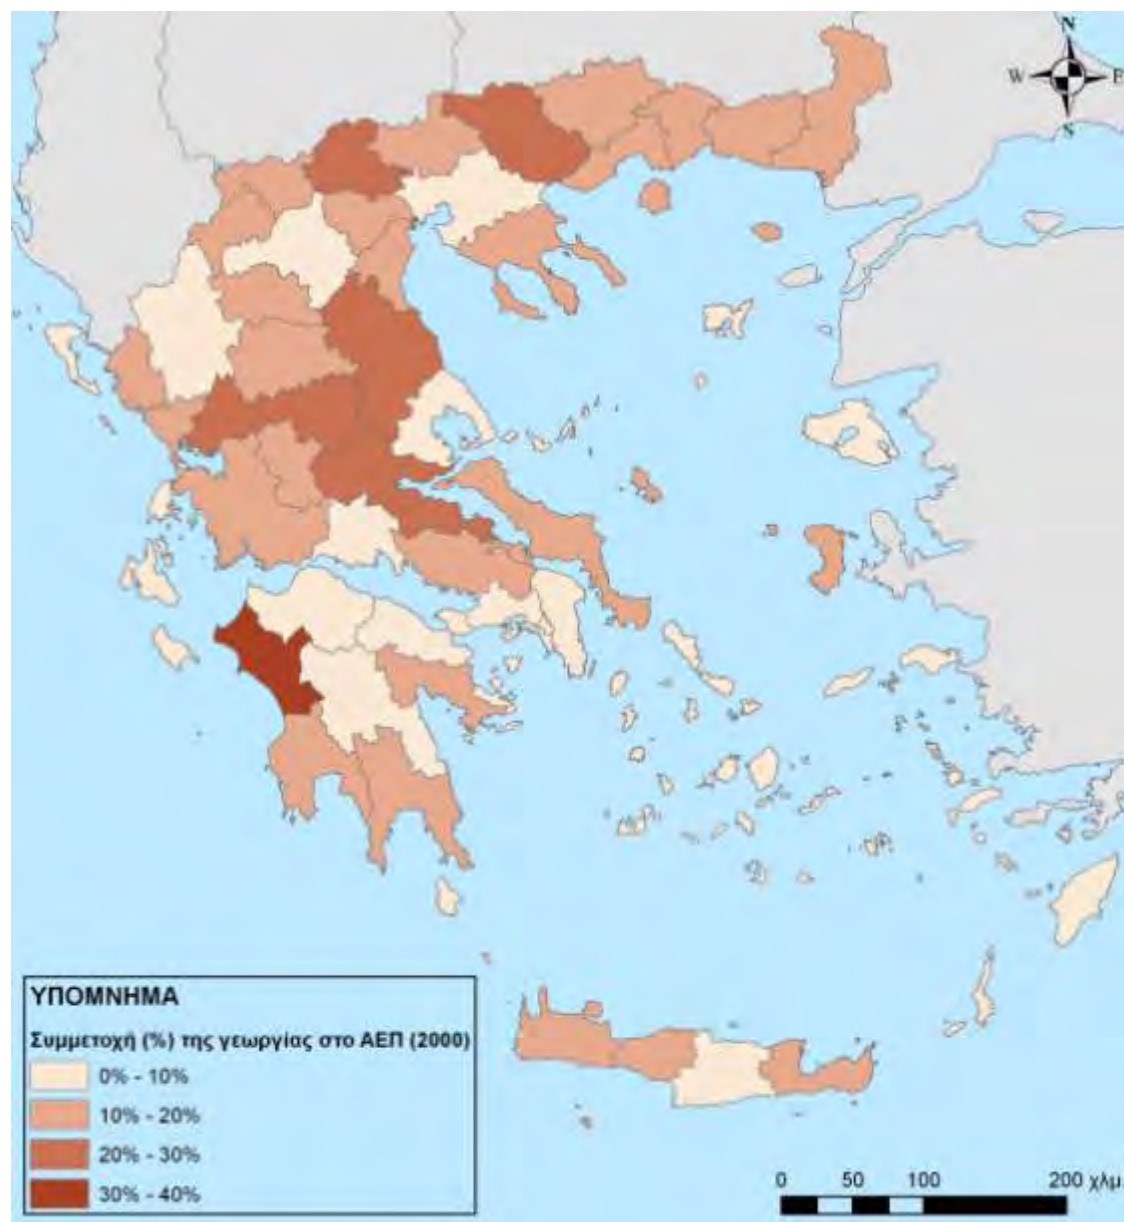 N
W E
S
ΥΠΟΜΝΗΜΑ
Συμμετοχή (%) της γεωργίας στο ΑΕΠ (2000)
0% - 10%
10% - 20%
20% - 30%
30% - 40%
0 50 100 200 χλμ.